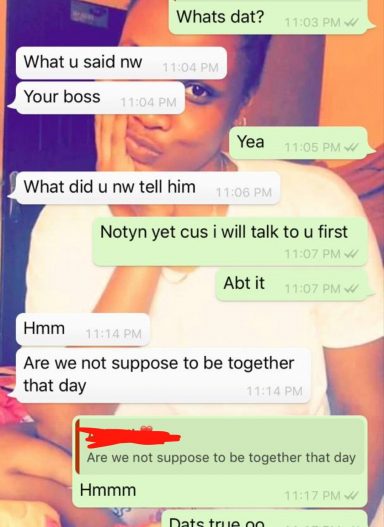 Whats dat?
11:03 PM
What u said nw
11:04 PM
Your boss
11:04 PM
Yea
11:05 PM
What did u nw tell him
11:06 PM
Notyn yet cus i will talk to u first
11:07 PM
Abt it
11:07 PM
Hmm
11:14 PM
Are we not suppose to be together
that day
11:14 PM
Are we not suppose to be together that day
Hmmm
11:17 PM
Dats true oo